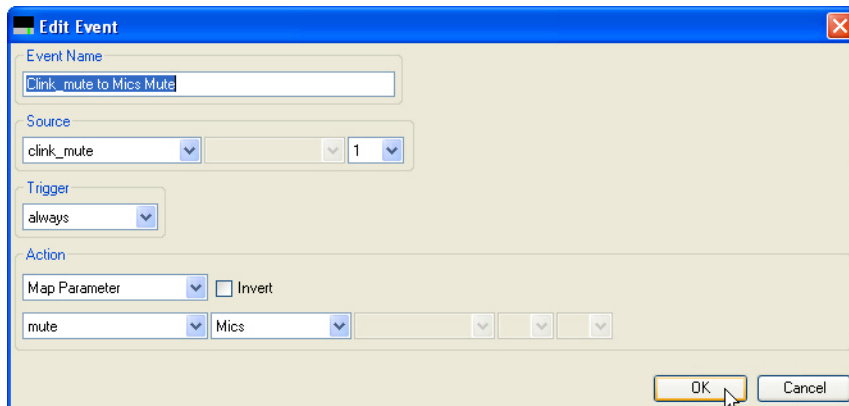 Edit Event
Event Name
Clink_mute to Mics Mute
Source
clink_mute 1
Trigger
always
Action
Map Parameter Invert
mute Mics
OK Cancel